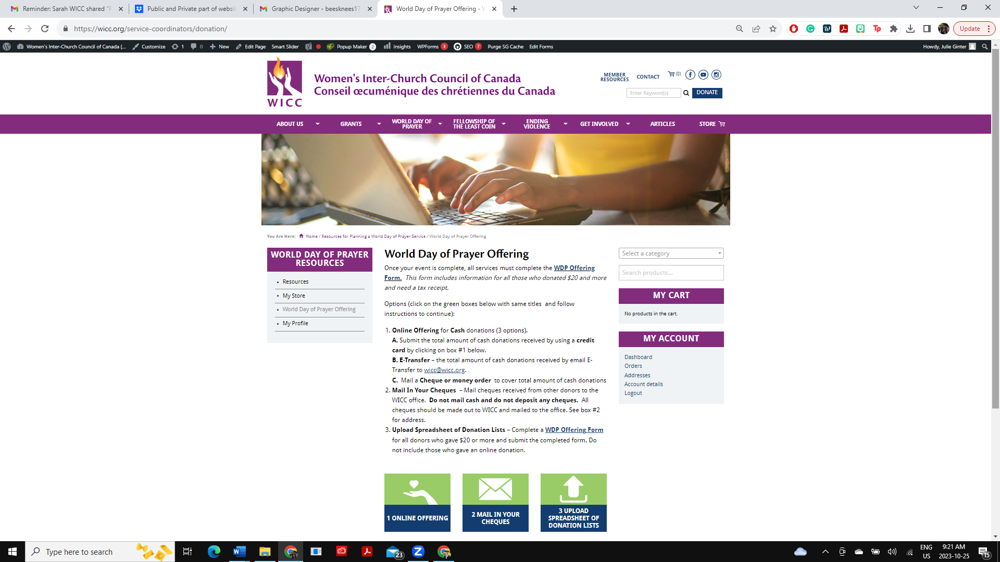 Reminder: Sarah WICC shared "P
Public and Private part of websit
Graphic Designer - beesknees17
World Day of Prayer Offering - W
https://wicc.org/service-coordinators/donation/
Update
Women's Inter-Church Council of Canada (...
Customize
1
0
New
Edit Page
Smart Slider
Popup Maker 2
Insights
WPForms 3
SEO 7
Purge SG Cache
Edit Forms
Howdy, Julie Ginter
WICC
Women's Inter-Church Council of Canada
Conseil œcuménique des chrétiennes du Canada
MEMBER
RESOURCES
CONTACT
(0)
Enter Keyword(s)
DONATE
ABOUT US
GRANTS
WORLD DAY OF
PRAYER
FELLOWSHIP OF
THE LEAST COIN
ENDING
VIOLENCE
GET INVOLVED
ARTICLES
STORE
You Are Here: Home / Resources for Planning a World Day of Prayer Service / World Day of Prayer Offering
WORLD DAY OF PRAYER
RESOURCES
• Resources
• My Store
• World Day of Prayer Offering
• My Profile
World Day of Prayer Offering
Once your event is complete, all services must complete the WDP Offering
Form. This form includes information for all those who donated $20 and more
and need a tax receipt.
Options (click on the green boxes below with same titles and follow
instructions to continue):
1. Online Offering for Cash donations (3 options).
A. Submit the total amount of cash donations received by using a credit
card by clicking on box #1 below.
B. E-Transfer – the total amount of cash donations received by email E-
Transfer to wicc@wicc.org.
C. Mail a Cheque or money order to cover total amount of cash donations
2. Mail In Your Cheques – Mail cheques received from other donors to the
WICC office. Do not mail cash and do not deposit any cheques. All
cheques should be made out to WICC and mailed to the office. See box #2
for address.
3. Upload Spreadsheet of Donation Lists – Complete a WDP Offering Form
for all donors who gave $20 or more and submit the completed form. Do
not include those who gave an online donation.
1 ONLINE OFFERING
2 MAIL IN YOUR
CHEQUES
3 UPLOAD
SPREADSHEET OF
DONATION LISTS
Select a category
Search products...
MY CART
No products in the cart.
MY ACCOUNT
Dashboard
Orders
Addresses
Account details
Logout
Type here to search
23
ENG
US
9:21 AM
2023-10-25
15